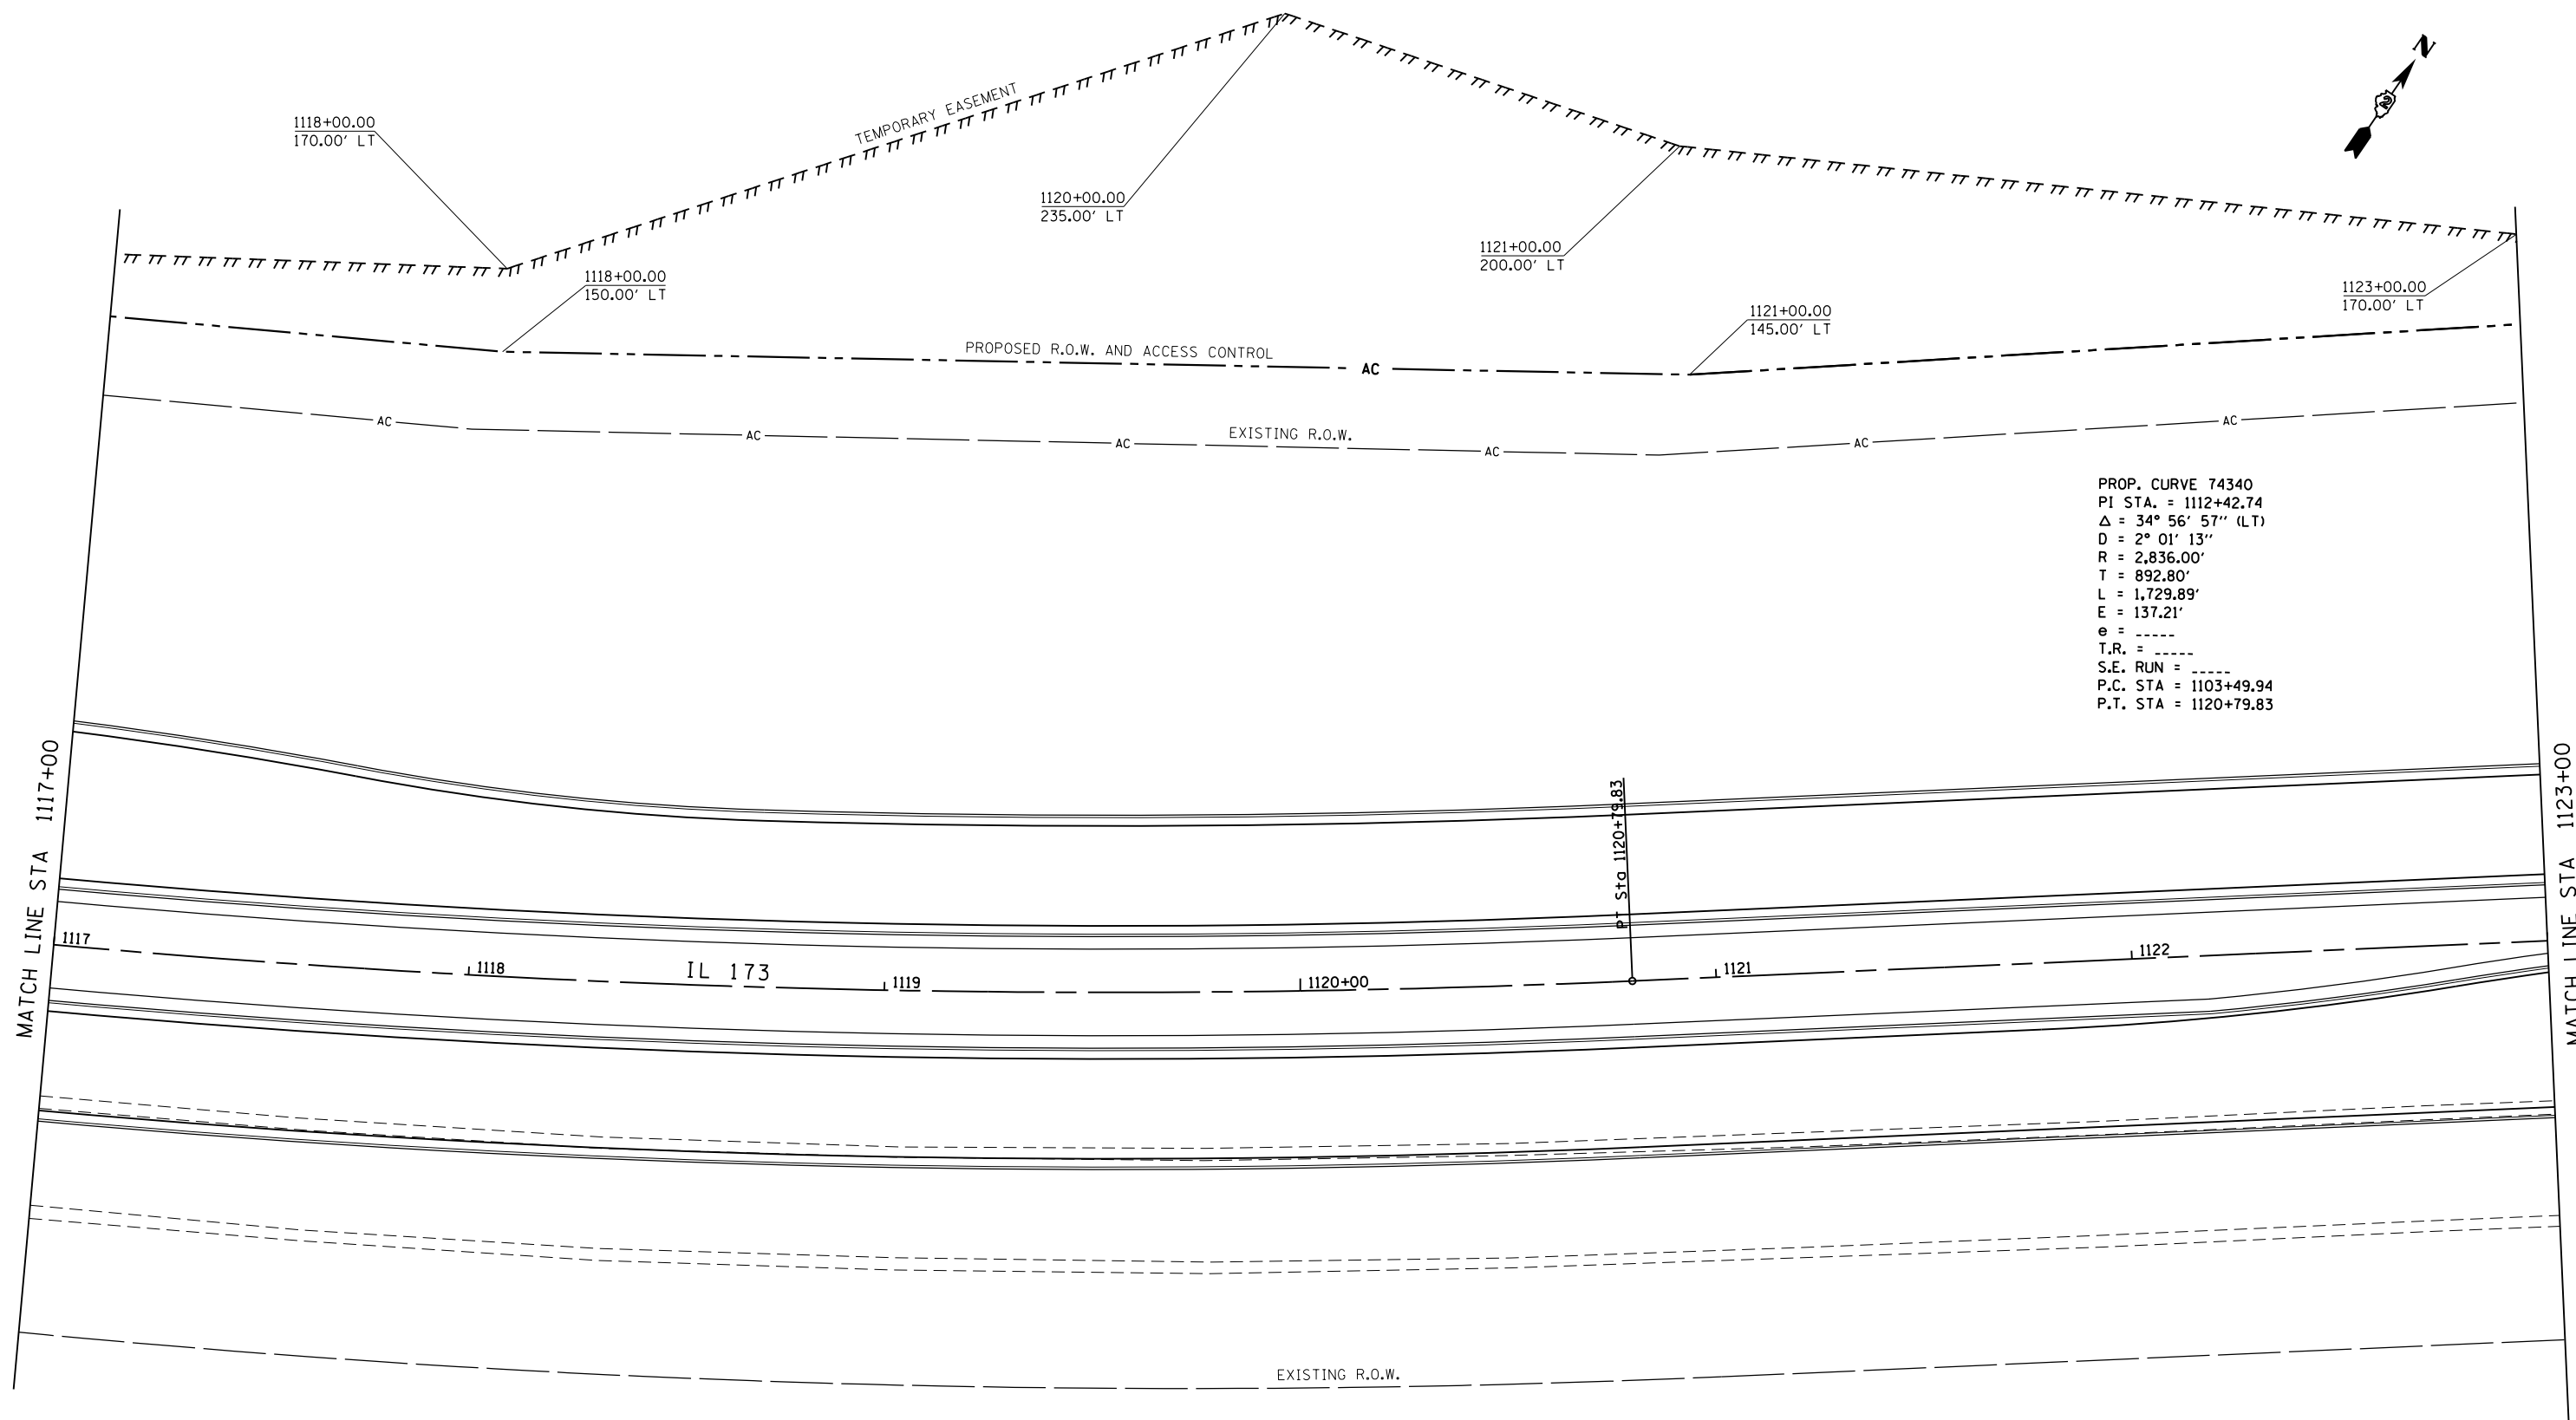 N
2
1118+00.00
170.00' LT
TEMPORARY EASEMENT
1120+00.00
235.00' LT
1121+00.00
200.00' LT
1118+00.00
150.00' LT
1123+00.00
170.00' LT
1121+00.00
145.00' LT
PROPOSED R.O.W. AND ACCESS CONTROL
AC
EXISTING R.O.W.
AC
AC
AC
AC
AC
AC
PROP. CURVE 74340
PI STA. = 1112+42.74
Δ = 34° 56' 57'' (LT)
D = 2° 01' 13''
R = 2,836.00'
T = 892.80'
L = 1,729.89'
E = 137.21'
e = _____
T.R. = _____
S.E. RUN = _____
P.C. STA = 1103+49.94
P.T. STA = 1120+79.83
MATCH LINE STA 1117+00
PT Sta 1120+79.83
MATCH LINE STA 1123+00
1117
1118
IL 173
1119
1120+00
1121
1122
EXISTING R.O.W.